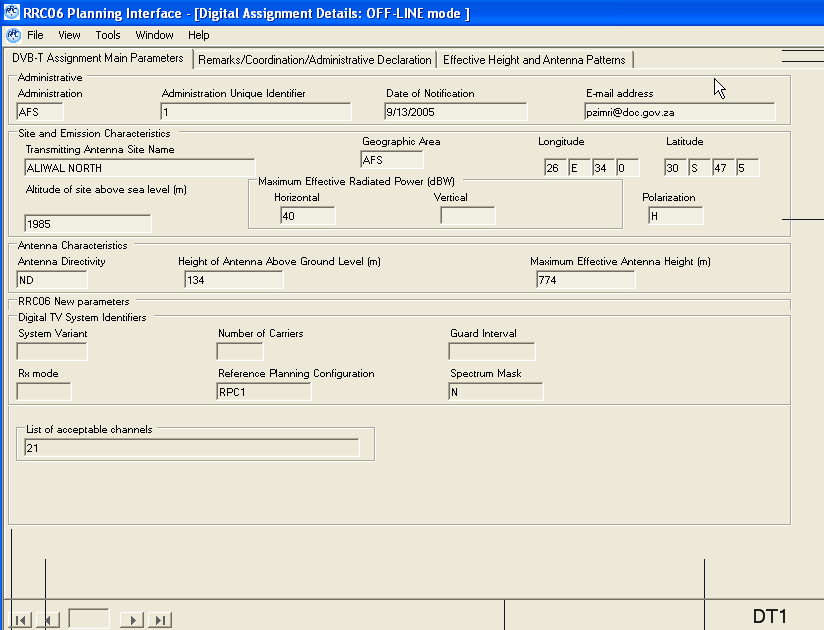 RRC06 Planning Interface - [Digital Assignment Details: OFF-LINE mode ]
File View Tools Window Help
DVB-T Assignment Main Parameters Remarks/Coordination/Administrative Declaration Effective Height and Antenna Patterns
Administrative
Administration Administration Unique Identifier Date of Notification E-mail address
AFS 1 9/13/2005 pzimri@doc.gov.za
Site and Emission Characteristics
Transmitting Antenna Site Name Geographic Area Longitude Latitude
ALIWAL NORTH AFS 26 E 34 0 30 S 47 5
Altitude of site above sea level (m) Maximum Effective Radiated Power (dBW)
Horizontal Vertical Polarization
1985 40 H
Antenna Characteristics
Antenna Directivity Height of Antenna Above Ground Level (m) Maximum Effective Antenna Height (m)
ND 134 774
RRC06 New parameters
Digital TV System Identifiers
System Variant Number of Carriers Guard Interval
Rx mode Reference Planning Configuration Spectrum Mask
RPC1 N
List of acceptable channels
21
DT1